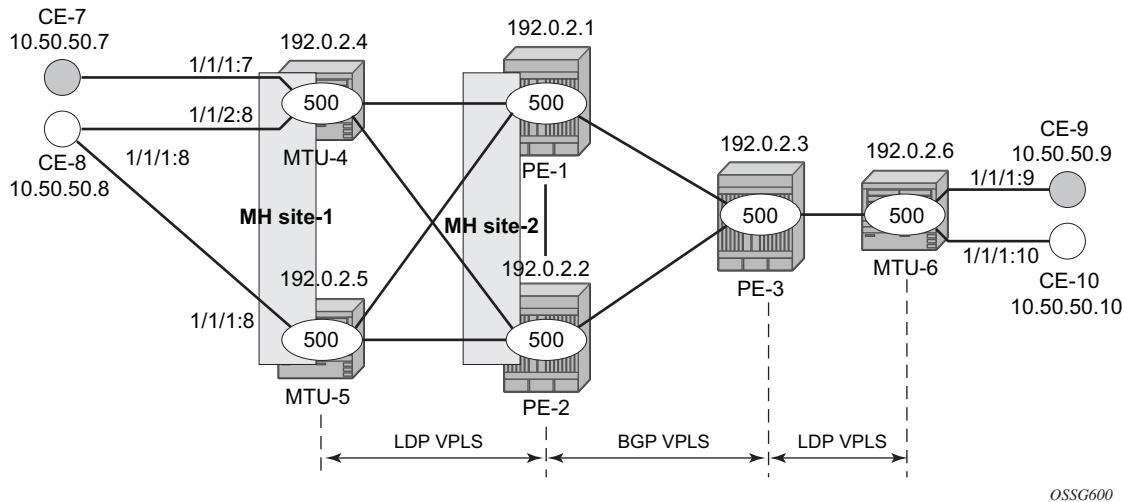 CE-7
10.50.50.7
1/1/1:7
192.0.2.4
500
MTU-4
1/1/2:8
CE-8
10.50.50.8
1/1/1:8
MH site-1
192.0.2.5
1/1/1:8
500
MTU-5
192.0.2.1
500
PE-1
MH site-2
192.0.2.2
500
PE-2
192.0.2.3
500
PE-3
192.0.2.6
500
MTU-6
CE-9
10.50.50.9
1/1/1:9
1/1/1:10
CE-10
10.50.50.10
LDP VPLS
BGP VPLS
LDP VPLS
OSSG600